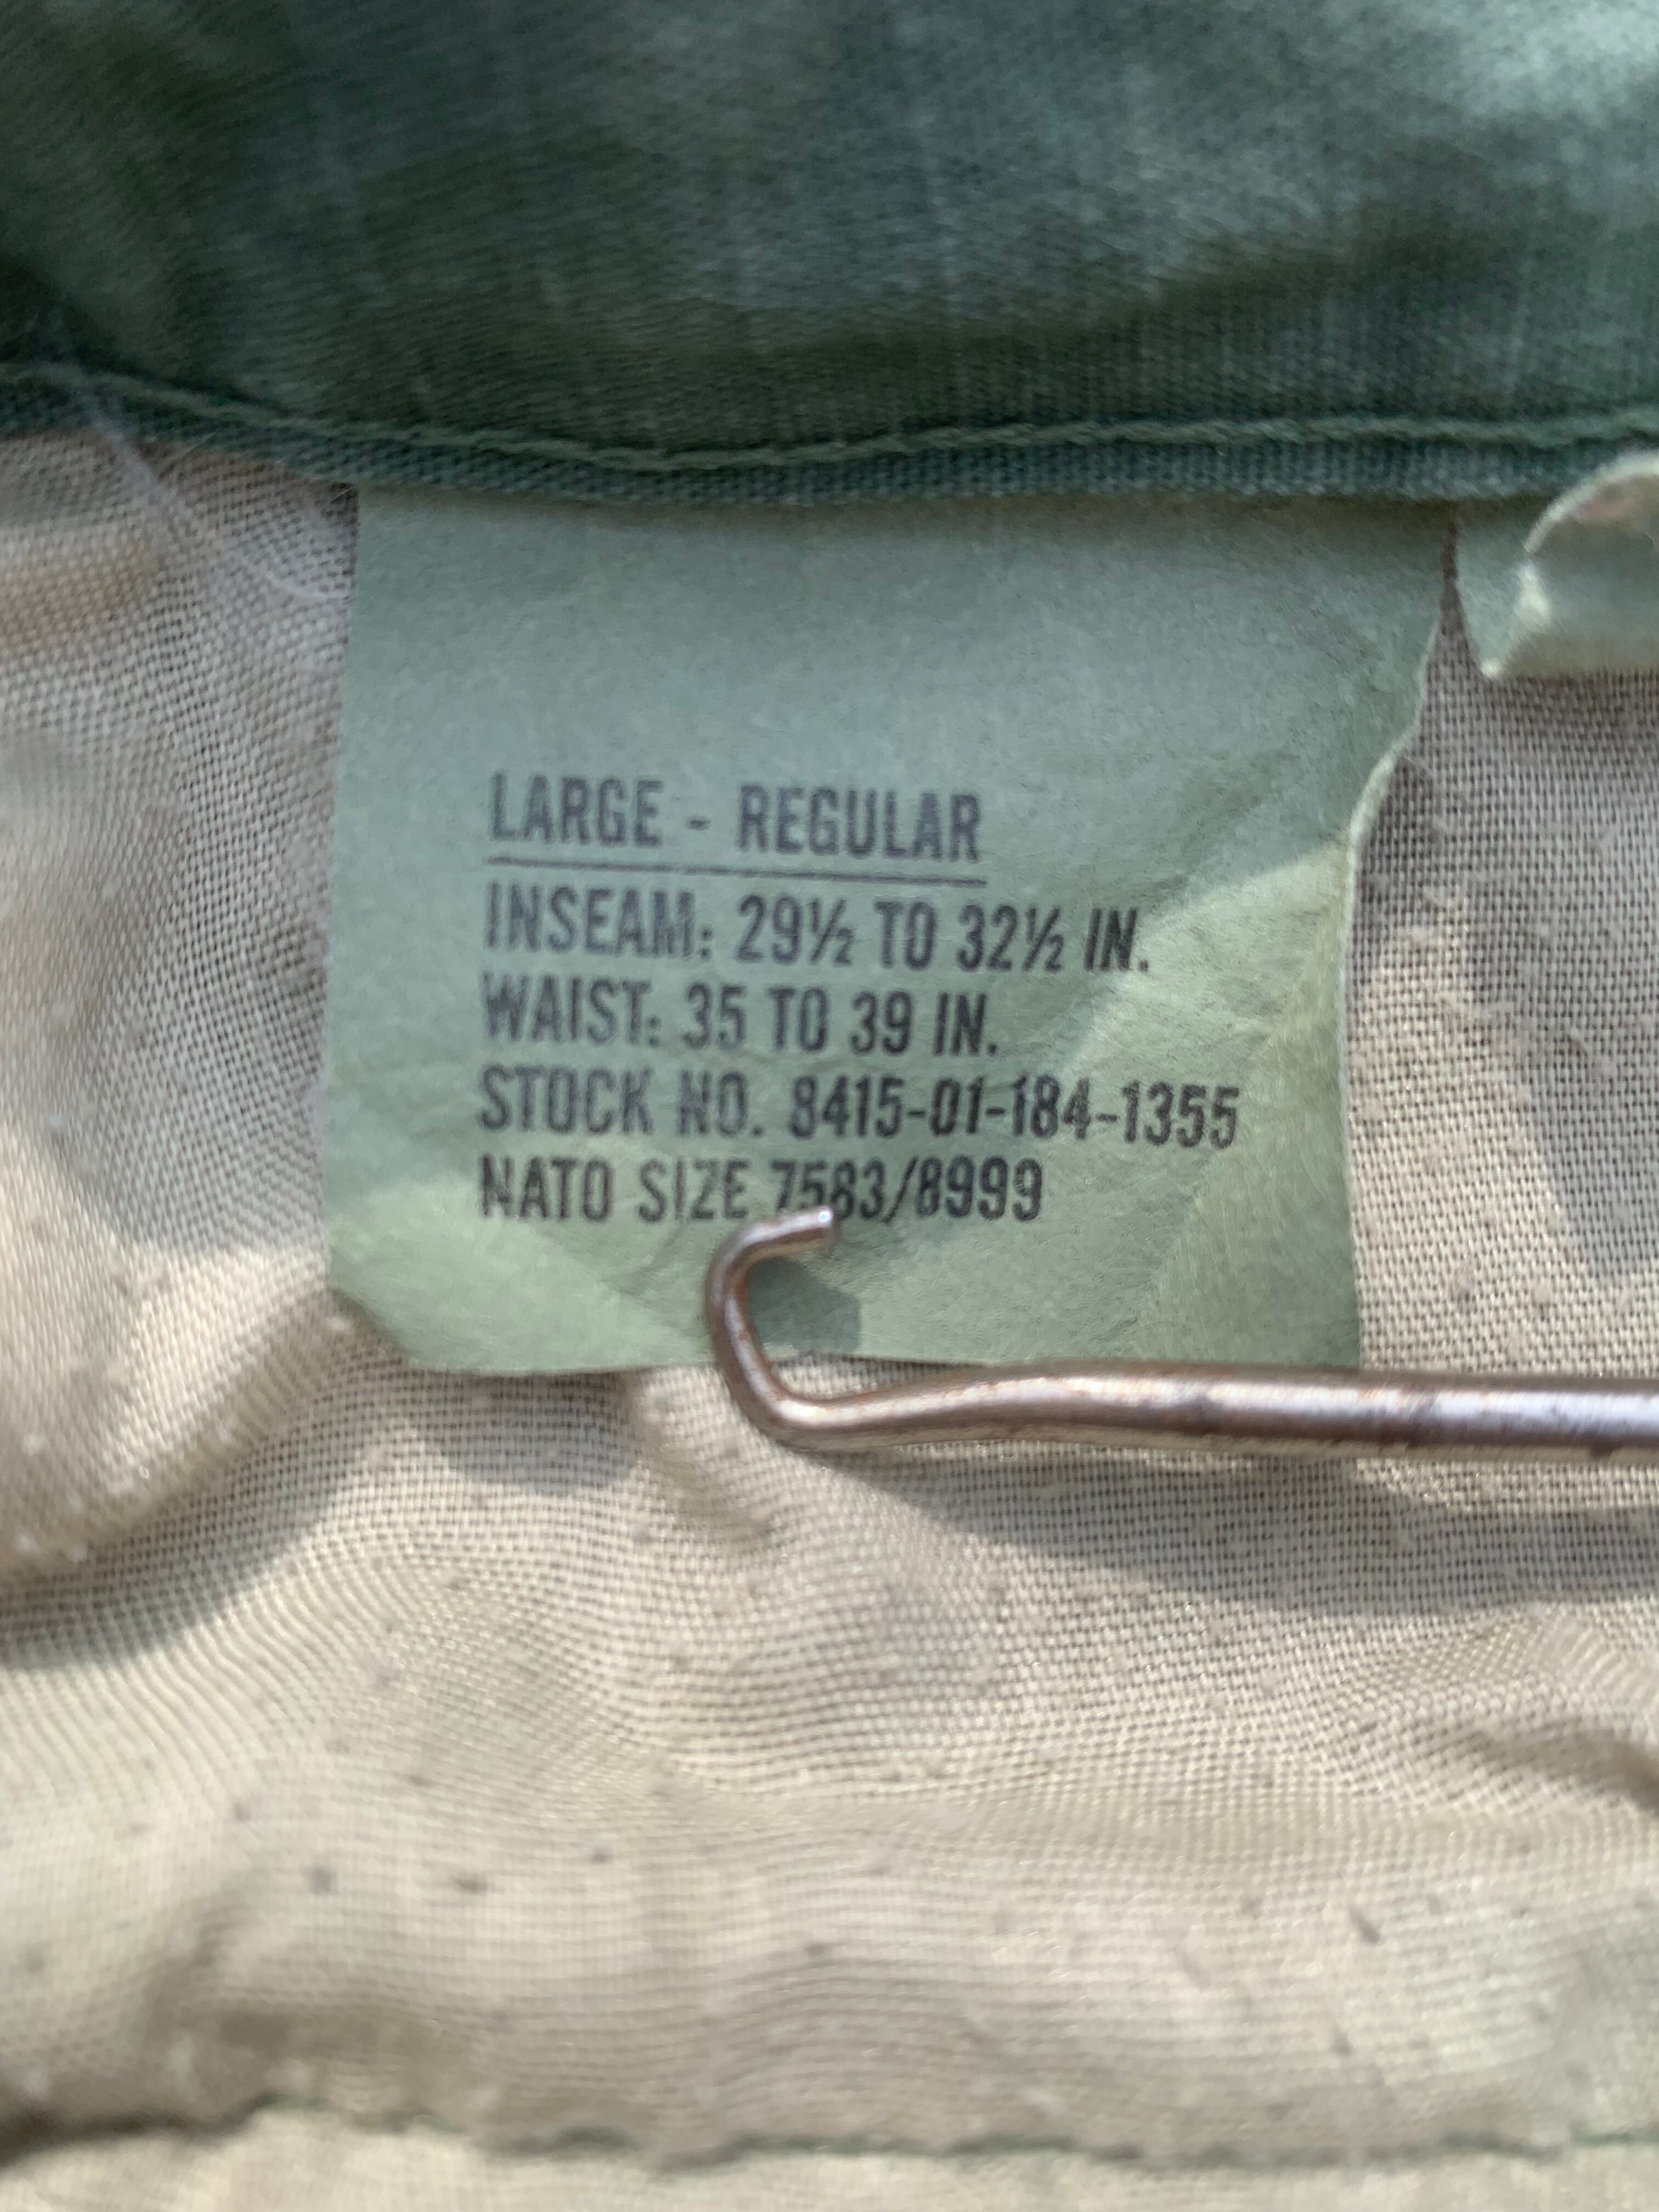 LARGE - REGULAR
INSEAM: 29½ TO 32½ IN.
WAIST: 35 TO 39 IN.
STOCK NO. 8415-01-184-1355
NATO SIZE 7583/8999